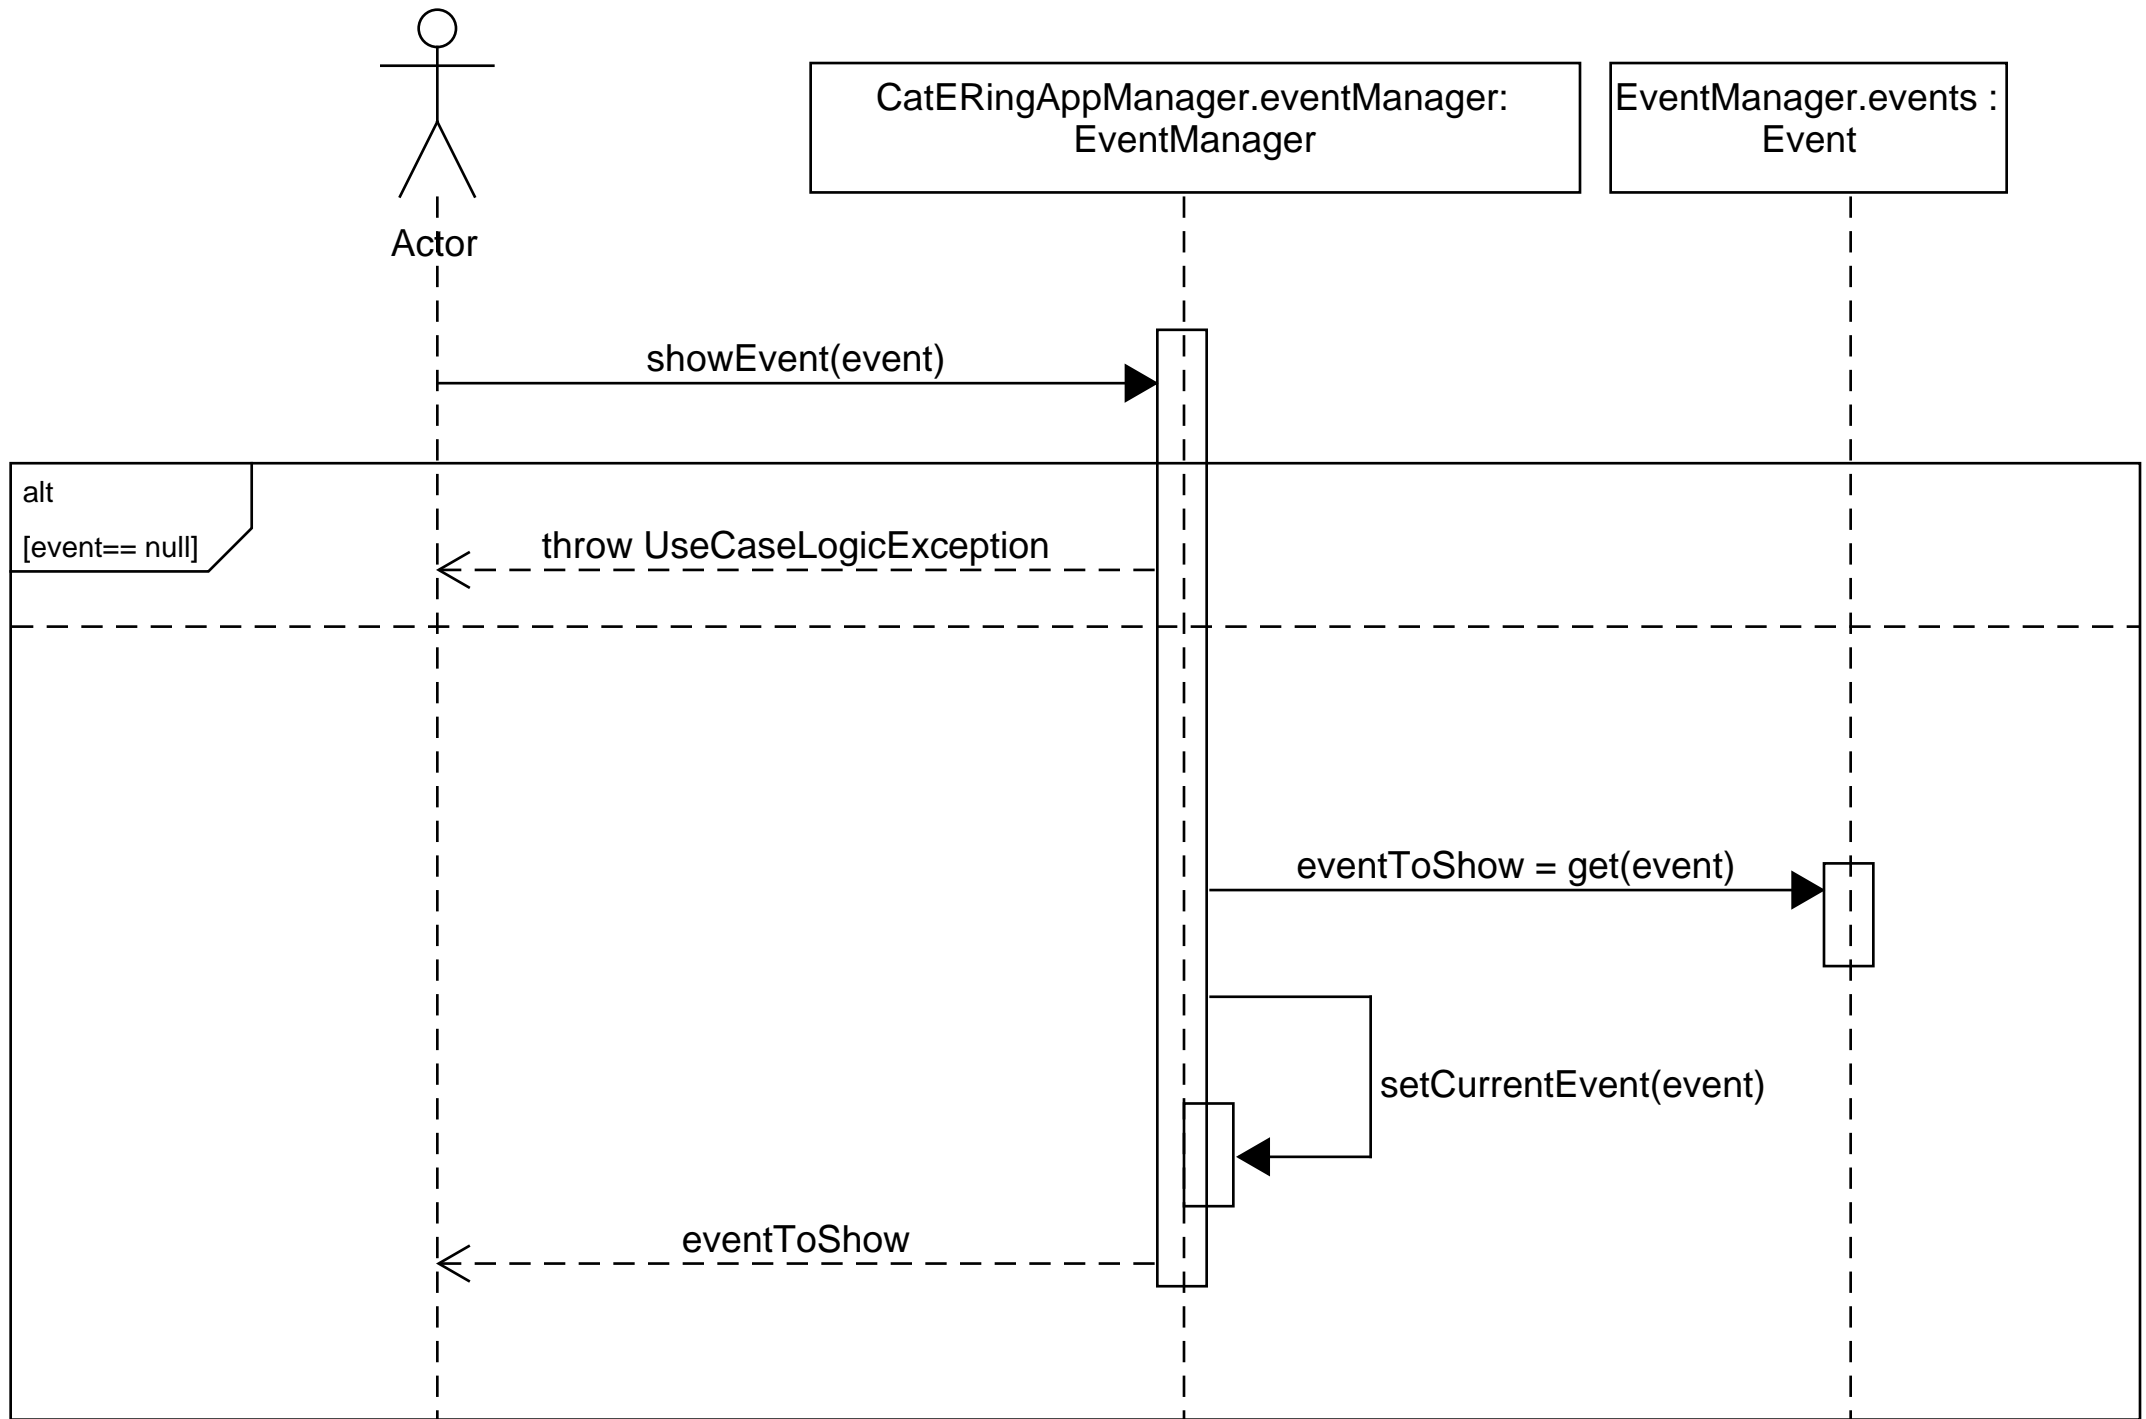 CatERingAppManager.eventManager:
EventManager
EventManager.events :
Event
Actor
showEvent(event)
alt
[event== null]
throw UseCaseLogicException
eventToShow = get(event)
setCurrentEvent(event)
eventToShow